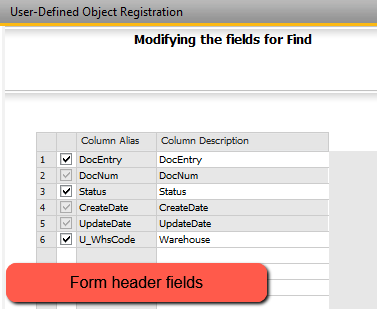 User-Defined Object Registration
Modifying the fields for Find
Column Alias Column Description
1 DocEntry DocEntry
2 DocNum DocNum
3 Status Status
4 CreateDate CreateDate
5 UpdateDate UpdateDate
6 U_WhsCode Warehouse
Form header fields